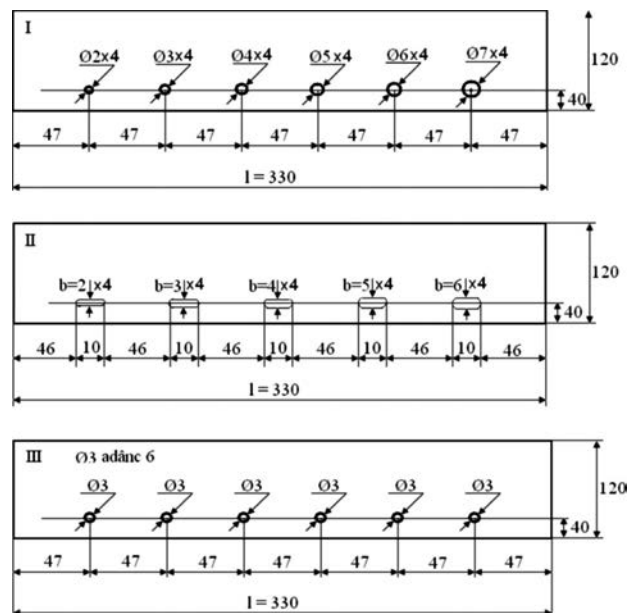 I
Ø2x4 Ø3x4 Ø4x4 Ø5x4 Ø6x4 Ø7x4
120
40
47 47 47 47 47 47 47
l = 330
II
b=2 x4 b=3 x4 b=4 x4 b=5 x4 b=6 x4
120
40
46 10 46 10 46 10 46 10 46 10 46
l = 330
III Ø3 adânc 6
Ø3 Ø3 Ø3 Ø3 Ø3 Ø3
120
40
47 47 47 47 47 47 47
l = 330